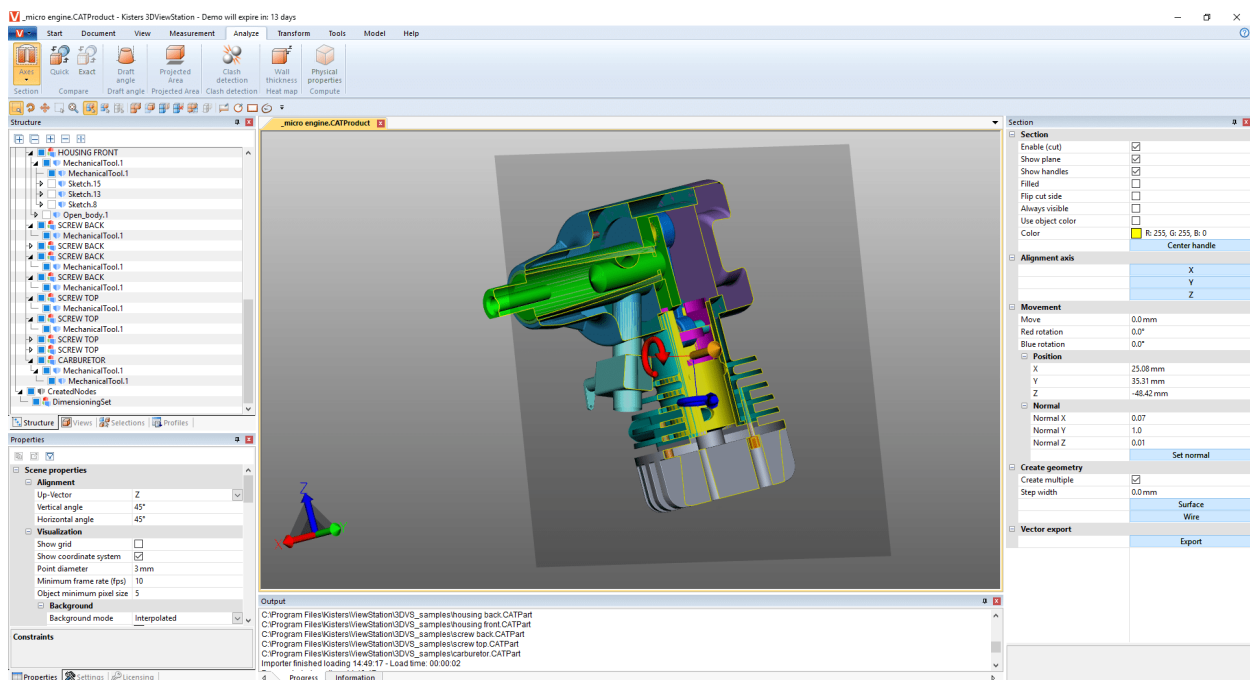 _micro engine.CATProduct - Kisters 3DViewStation - Demo will expire in: 13 days
V Start Document View Measurement Analyze Transform Tools Model Help
Axes Quick Exact Draft angle Projected Area Clash detection Wall thickness Physical properties
Section Compare Draft angle Projected Area Clash detection Heat map Compute
Structure
HOUSING FRONT
MechanicalTool.1
MechanicalTool.1
Sketch.15
Sketch.13
Sketch.8
Open_body.1
SCREW BACK
MechanicalTool.1
SCREW BACK
SCREW BACK
MechanicalTool.1
SCREW BACK
MechanicalTool.1
SCREW TOP
MechanicalTool.1
SCREW TOP
MechanicalTool.1
SCREW TOP
SCREW TOP
CARBURETOR
MechanicalTool.1
MechanicalTool.1
CreatedNodes
DimensioningSet
Structure Views Selections Profiles
Properties
Scene properties
Alignment
Up-Vector Z
Vertical angle 45°
Horizontal angle 45°
Visualization
Show grid
Show coordinate system
Point diameter 3 mm
Minimum frame rate (fps) 10
Object minimum pixel size 5
Background
Background mode Interpolated
Constraints
Properties Settings Licensing
_micro engine.CATProduct
Z
X
Y
Output
C:\Program Files\Kisters\ViewStation\3DVS_samples\housing back.CATPart
C:\Program Files\Kisters\ViewStation\3DVS_samples\housing front.CATPart
C:\Program Files\Kisters\ViewStation\3DVS_samples\screw back.CATPart
C:\Program Files\Kisters\ViewStation\3DVS_samples\screw top.CATPart
C:\Program Files\Kisters\ViewStation\3DVS_samples\carburetor.CATPart
Importer finished loading 14:49:17 - Load time: 00:00:02
Progress Information
Section
Section
Enable (cut)
Show plane
Show handles
Filled
Flip cut side
Always visible
Use object color
Color R: 255, G: 255, B: 0
Center handle
Alignment axis
X
Y
Z
Movement
Move 0.0 mm
Red rotation 0.0°
Blue rotation 0.0°
Position
X 25.08 mm
Y 35.31 mm
Z -48.42 mm
Normal
Normal X 0.07
Normal Y 1.0
Normal Z 0.01
Set normal
Create geometry
Create multiple
Step width 0.0 mm
Surface
Wire
Vector export
Export